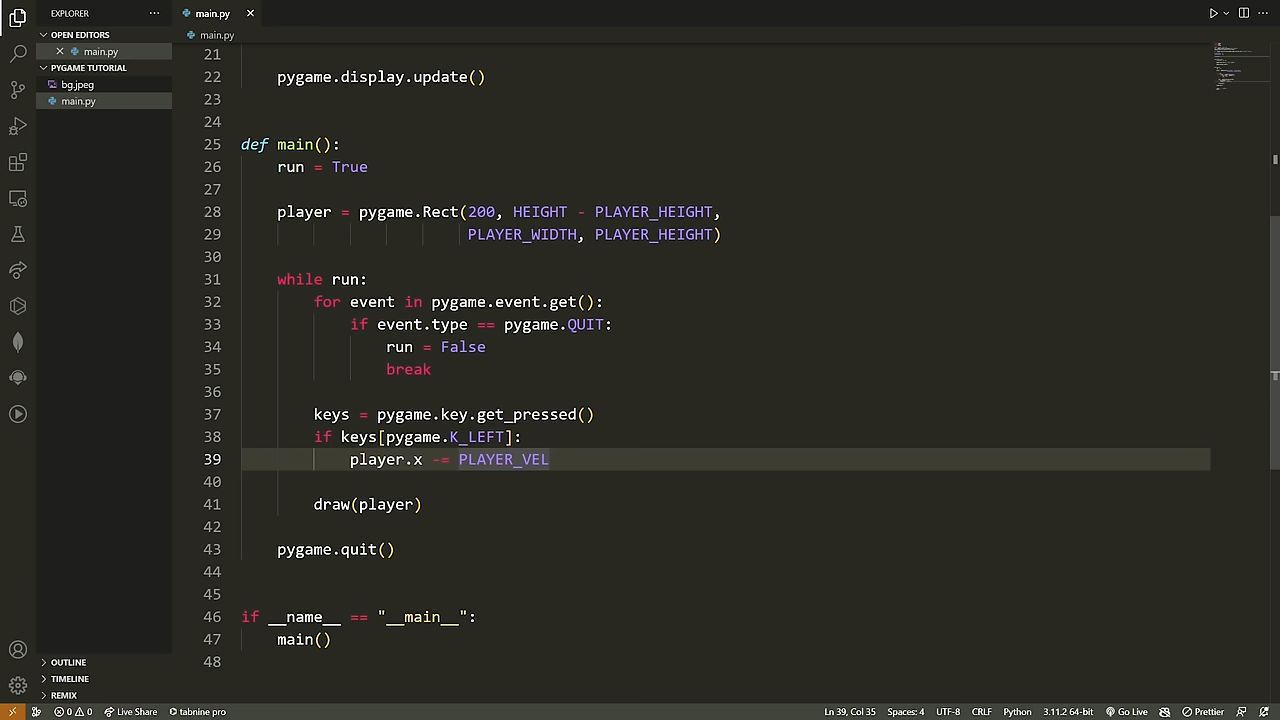 EXPLORER
OPEN EDITORS
main.py
PYGAME TUTORIAL
bg.jpeg
main.py
OUTLINE
TIMELINE
REMIX
main.py
main.py
21
22 pygame.display.update()
23
24
25 def main():
26 run = True
27
28 player = pygame.Rect(200, HEIGHT - PLAYER_HEIGHT,
29 PLAYER_WIDTH, PLAYER_HEIGHT)
30
31 while run:
32 for event in pygame.event.get():
33 if event.type == pygame.QUIT:
34 run = False
35 break
36
37 keys = pygame.key.get_pressed()
38 if keys[pygame.K_LEFT]:
39 player.x -= PLAYER_VEL
40
41 draw(player)
42
43 pygame.quit()
44
45
46 if __name__ == "__main__":
47 main()
48
0 0 Live Share tabnine pro Ln 39, Col 35 Spaces: 4 UTF-8 CRLF Python 3.11.2 64-bit Go Live Prettier